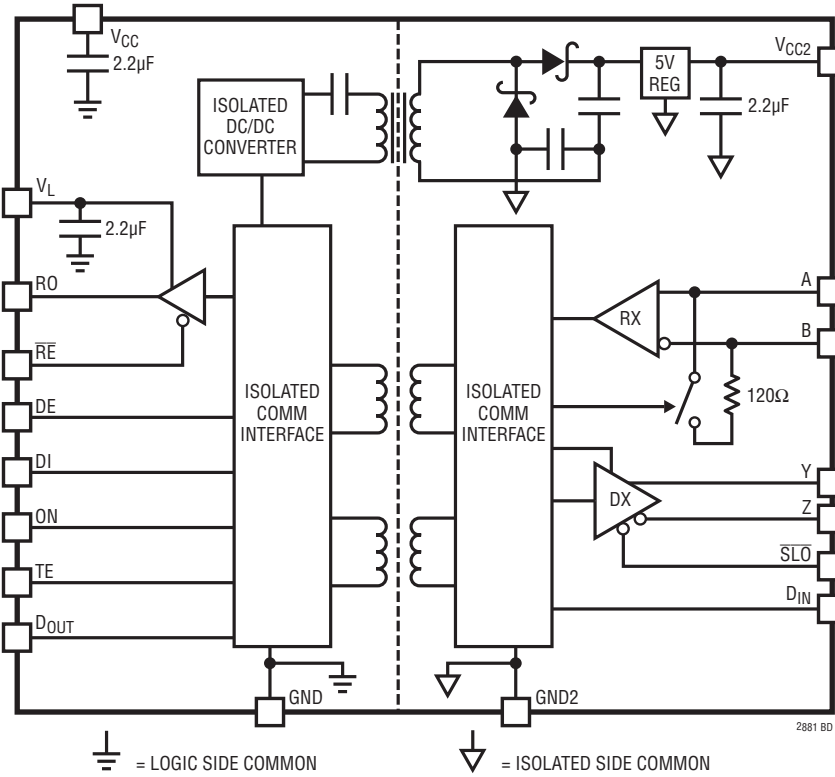 VCC
2.2µF
ISOLATED
DC/DC
CONVERTER
5V
REG
VCC2
2.2µF
VL
2.2µF
RO
R̅E̅
DE
DI
ON
TE
DOUT
ISOLATED
COMM
INTERFACE
ISOLATED
COMM
INTERFACE
RX
A
B
120Ω
DX
Y
Z
S̅L̅O̅
DIN
GND
GND2
2881 BD
= LOGIC SIDE COMMON
= ISOLATED SIDE COMMON